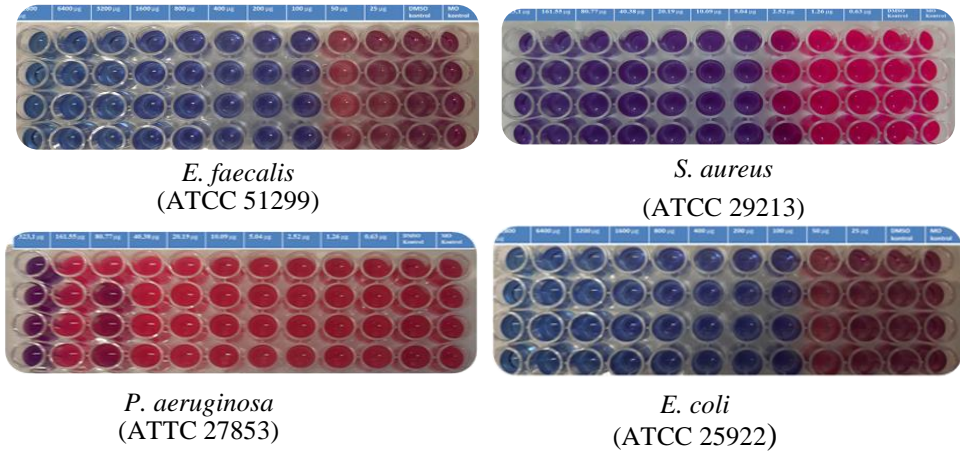 6400 µg 3200 µg 1600 µg 800 µg 400 µg 200 µg 100 µg 50 µg 25 µg DMSO kontrol MO kontrol
161.55 µg 80.77 µg 40.38 µg 20.19 µg 10.09 µg 5.04 µg 2.52 µg 1.26 µg 0.63 µg DMSO Kontrol MO kontrol
E. faecalis
(ATCC 51299)
S. aureus
(ATCC 29213)
323.1 µg 161.55 µg 80.77 µg 40.38 µg 20.19 µg 10.09 µg 5.04 µg 2.52 µg 1.26 µg 0.63 µg DMSO Kontrol MO kontrol
6400 µg 3200 µg 1600 µg 800 µg 400 µg 200 µg 100 µg 50 µg 25 µg DMSO kontrol MO kontrol
P. aeruginosa
(ATTC 27853)
E. coli
(ATCC 25922)